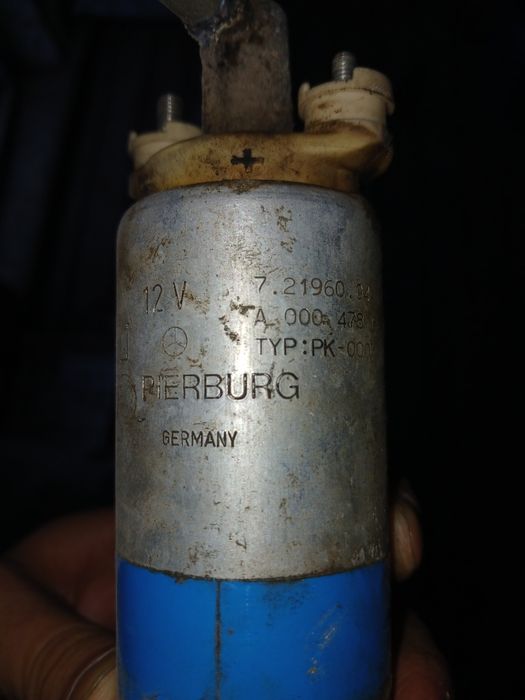 +
12 V
7.21960.
A 000 478
TYP:PK-00
PIERBURG
GERMANY